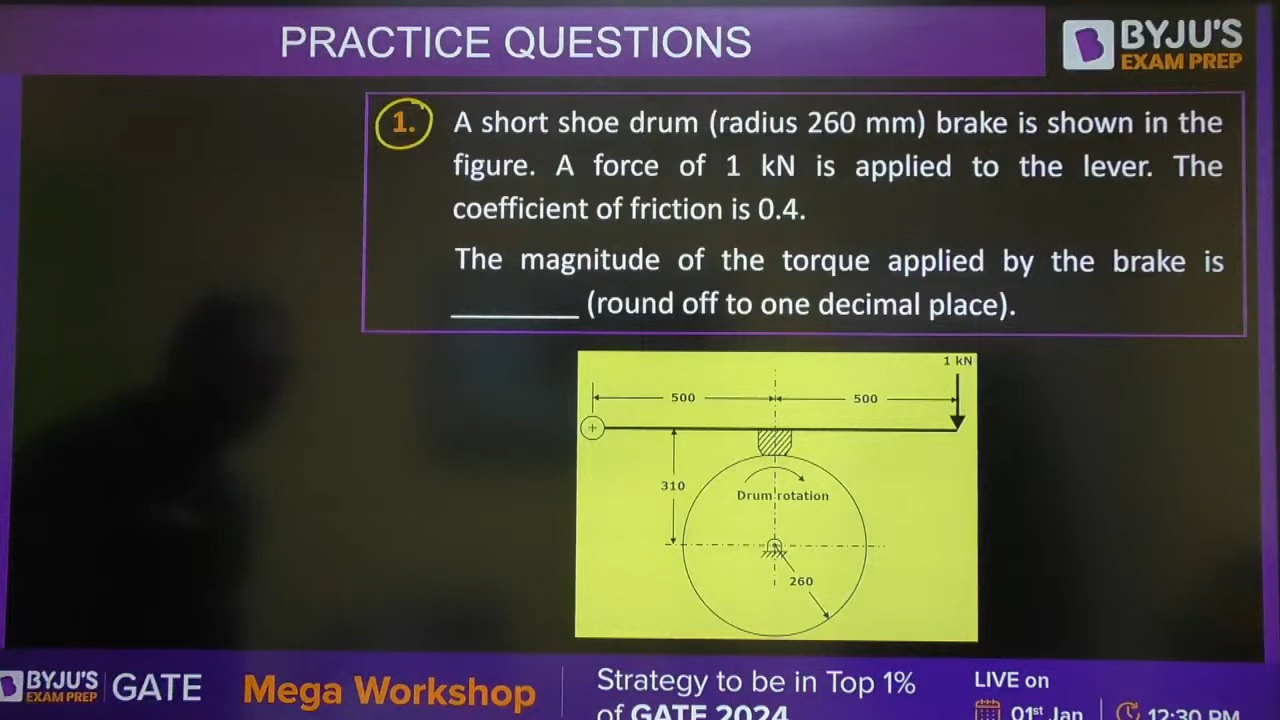 PRACTICE QUESTIONS
BYJU'S
EXAM PREP
1. A short shoe drum (radius 260 mm) brake is shown in the
figure. A force of 1 kN is applied to the lever. The
coefficient of friction is 0.4.
The magnitude of the torque applied by the brake is
________ (round off to one decimal place).
1 kN
500
500
310
Drum rotation
260
BYJU'S
EXAM PREP
GATE
Mega Workshop
Strategy to be in Top 1%
of GATE 2024
LIVE on
01st Jan
12:30 PM